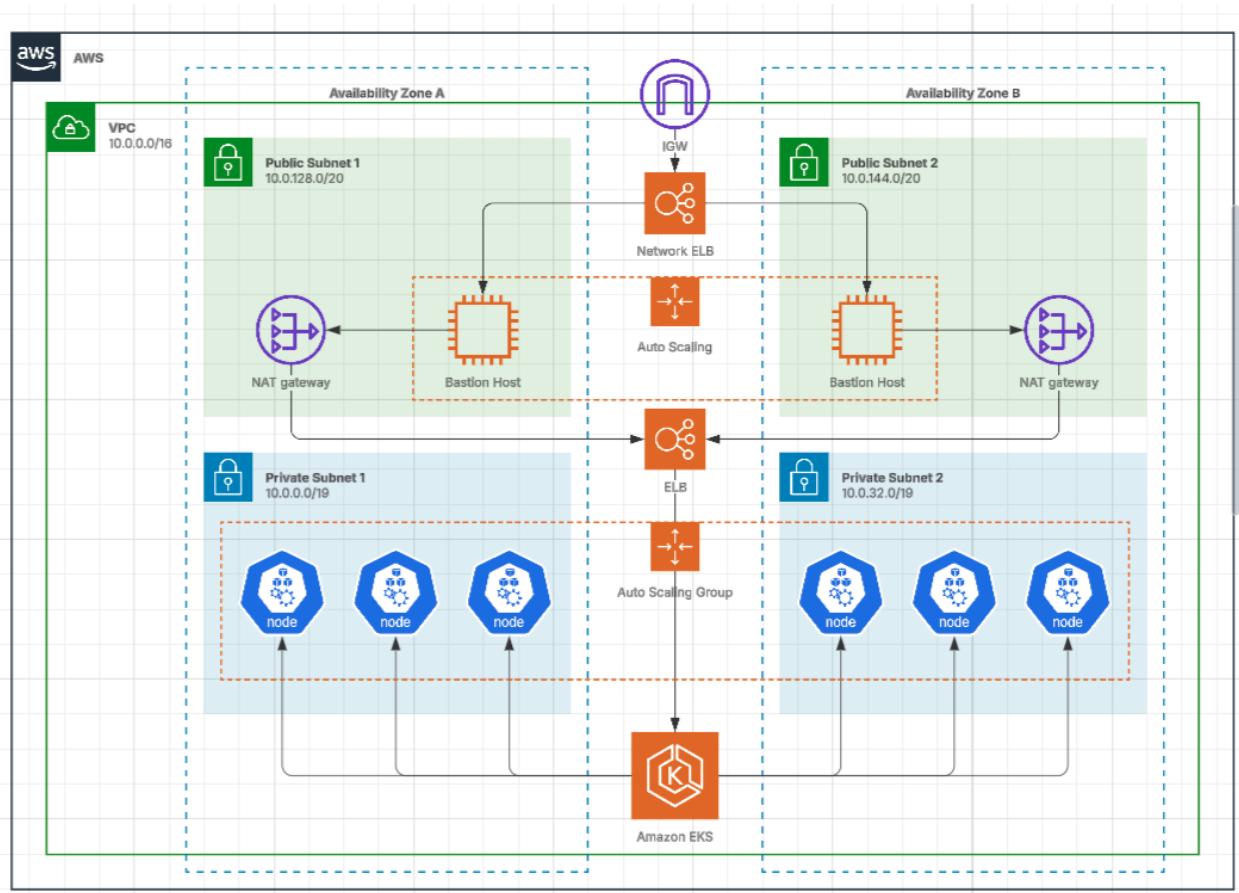 aws
AWS
Availability Zone A
Availability Zone B
VPC
10.0.0.0/16
IGW
Public Subnet 1
10.0.128.0/20
Public Subnet 2
10.0.144.0/20
Network ELB
Auto Scaling
NAT gateway
Bastion Host
Bastion Host
NAT gateway
ELB
Private Subnet 1
10.0.0.0/19
Private Subnet 2
10.0.32.0/19
Auto Scaling Group
node
node
node
node
node
node
K
Amazon EKS